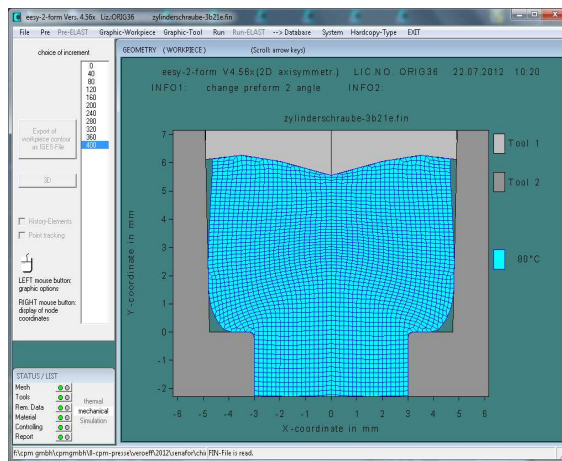 eesy-2-form Vers. 4.56x Liz.:ORIG36 zylinderschraube-3b21e.fin
File Pre Pre-ELAST Graphic-Workpiece Graphic-Tool Run Run-ELAST --> Database System Hardcopy-Type EXIT
choice of increment
GEOMETRY (WORKPIECE) (Scroll: arrow keys)
0
40
80
120
160
200
240
280
320
360
400
eesy-2-form V4.56x(2D axisymmetr.) LIC.NO. ORIG36 22.07.2012 10:20
INFO1: change preform 2 angle INFO2:
zylinderschraube-3b21e.fin
Export of
workpiece contour
as IGES-File
3D
History-Elements
Point tracking
LEFT mouse button:
graphic options
RIGHT mouse button:
display of node
coordinates
Y-coordinate in mm
7
6
5
4
3
2
1
0
-1
-2
-6 -5 -4 -3 -2 -1 0 1 2 3 4 5 6
X-coordinate in mm
Tool 1
Tool 2
80°C
STATUS / LIST
Mesh
Tools
Rem. Data
Material
Controlling
Report
thermal
mechanical
Simulation
FIN-File is read.